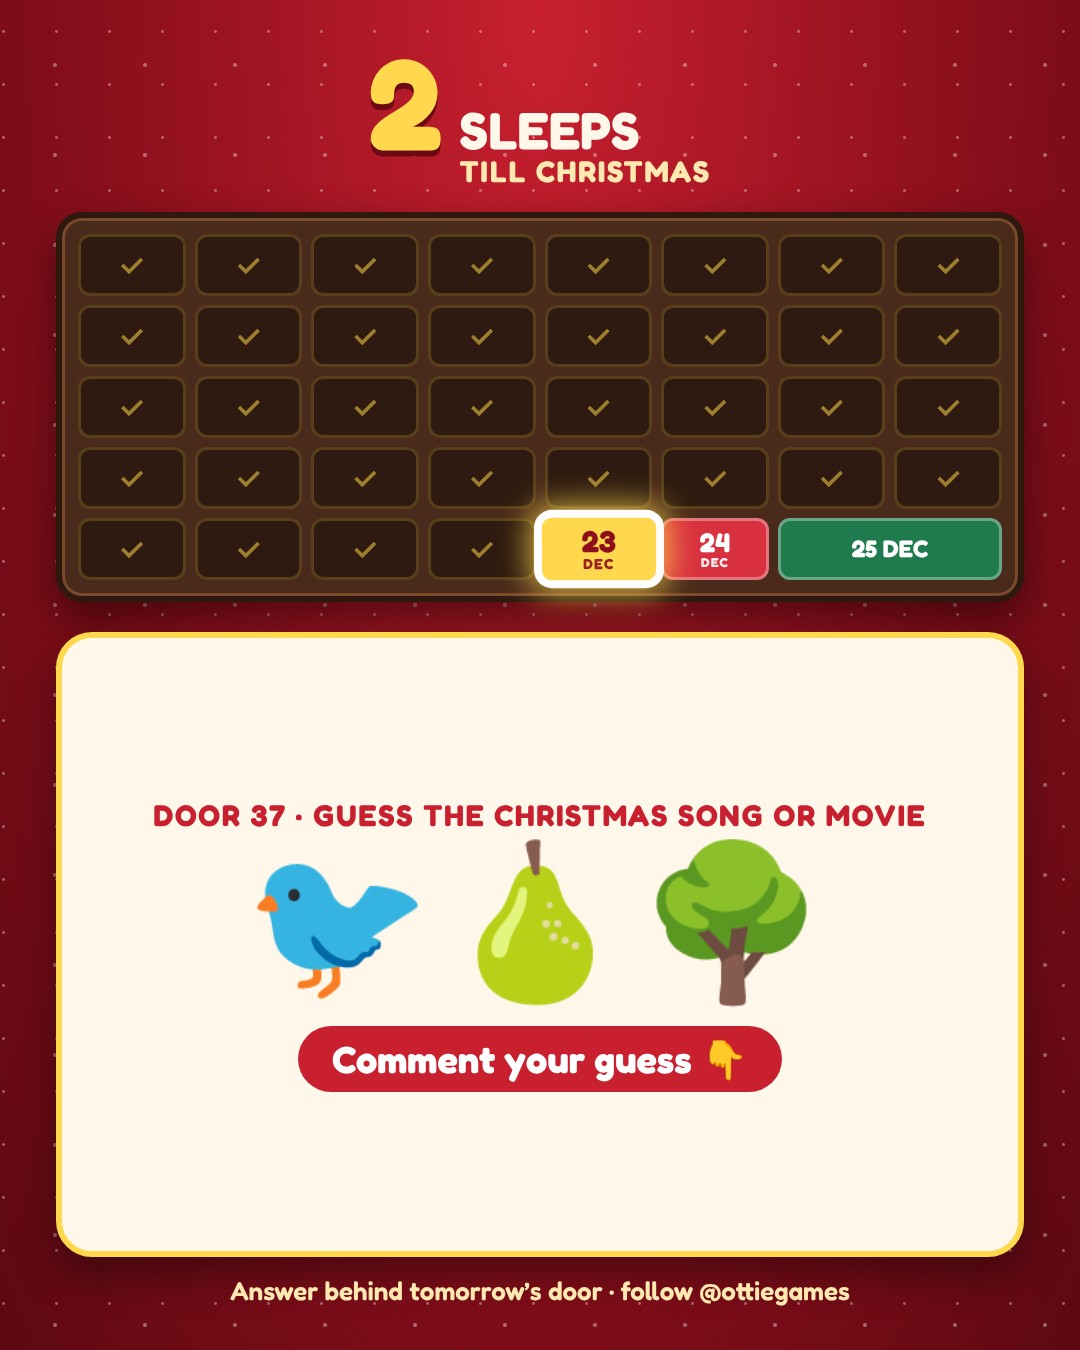 2 SLEEPS
TILL CHRISTMAS
23
DEC
24
DEC
25 DEC
DOOR 37 · GUESS THE CHRISTMAS SONG OR MOVIE
Comment your guess 👇
Answer behind tomorrow’s door · follow @ottiegames